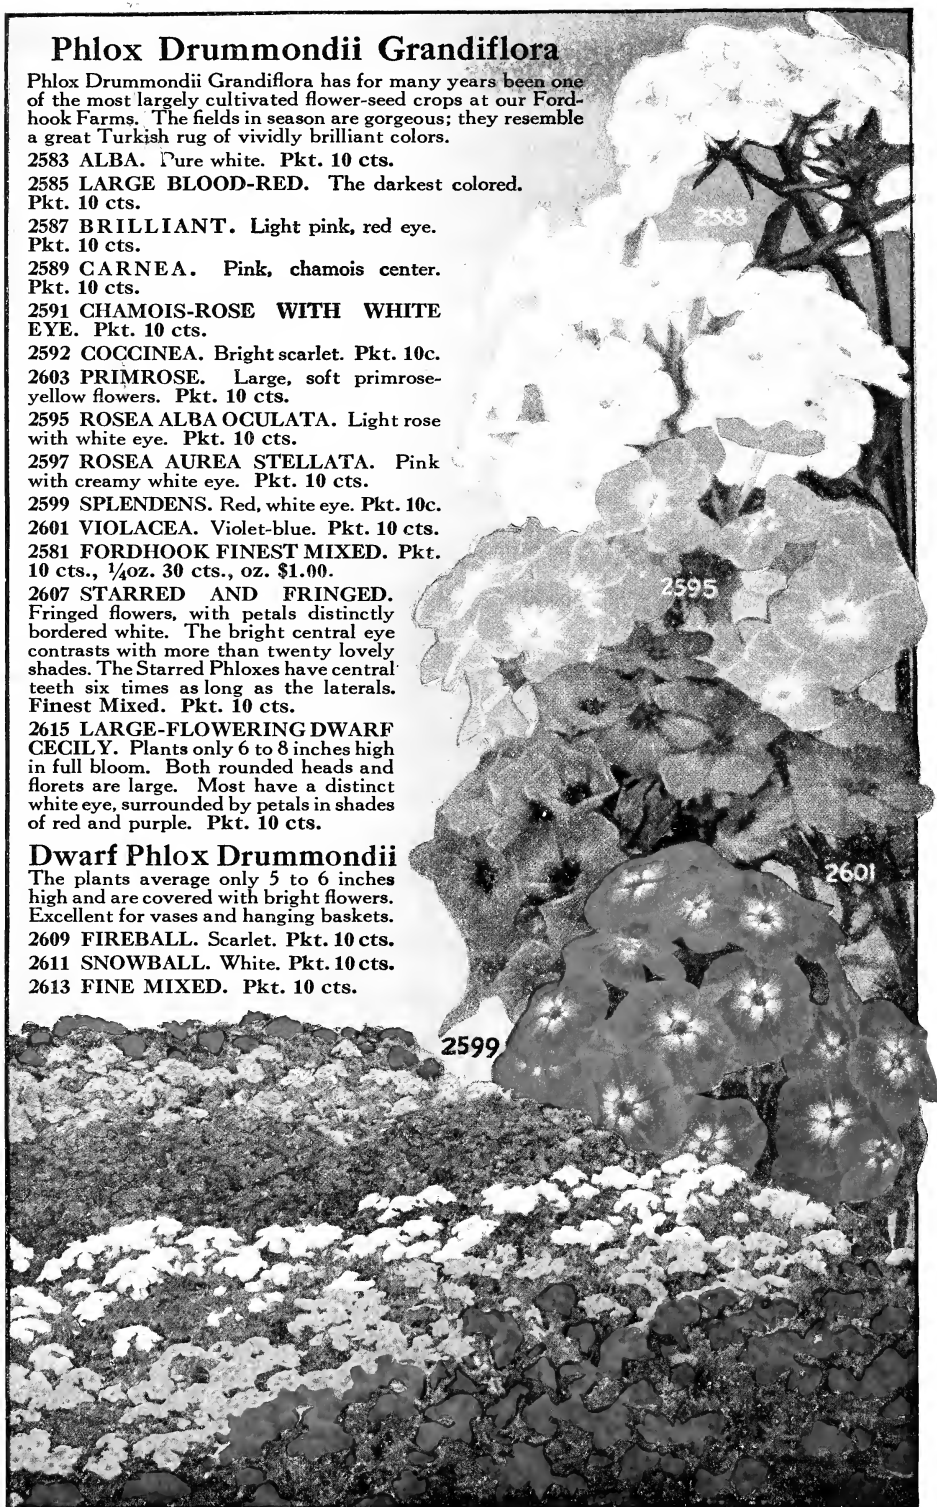 Phlox Drummondii Grandiflora
Phlox Drummondii Grandiflora has for many years been one
of the most largely cultivated flower-seed crops at our Ford-
hook Farms. The fields in season are gorgeous; they resemble
a great Turkish rug of vividly brilliant colors.
2583 ALBA. Pure white. Pkt. 10 cts.
2585 LARGE BLOOD-RED. The darkest colored.
Pkt. 10 cts.
2587 BRILLIANT. Light pink, red eye.
Pkt. 10 cts.
2589 CARNEA. Pink, chamois center.
Pkt. 10 cts.
2591 CHAMOIS-ROSE WITH WHITE
EYE. Pkt. 10 cts.
2592 COCCINEA. Bright scarlet. Pkt. 10c.
2603 PRIMROSE. Large, soft primrose-
yellow flowers. Pkt. 10 cts.
2595 ROSEA ALBA OCULATA. Light rose
with white eye. Pkt. 10 cts.
2597 ROSEA AUREA STELLATA. Pink
with creamy white eye. Pkt. 10 cts.
2599 SPLENDENS. Red, white eye. Pkt. 10c.
2601 VIOLACEA. Violet-blue. Pkt. 10 cts.
2581 FORDHOOK FINEST MIXED. Pkt.
10 cts., ¼oz. 30 cts., oz. $1.00.
2607 STARRED AND FRINGED.
Fringed flowers, with petals distinctly
bordered white. The bright central eye
contrasts with more than twenty lovely
shades. The Starred Phloxes have central
teeth six times as long as the laterals.
Finest Mixed. Pkt. 10 cts.
2615 LARGE-FLOWERING DWARF
CECILY. Plants only 6 to 8 inches high
in full bloom. Both rounded heads and
florets are large. Most have a distinct
white eye, surrounded by petals in shades
of red and purple. Pkt. 10 cts.
Dwarf Phlox Drummondii
The plants average only 5 to 6 inches
high and are covered with bright flowers.
Excellent for vases and hanging baskets.
2609 FIREBALL. Scarlet. Pkt. 10 cts.
2611 SNOWBALL. White. Pkt. 10 cts.
2613 FINE MIXED. Pkt. 10 cts.
2583
2595
2601
2599